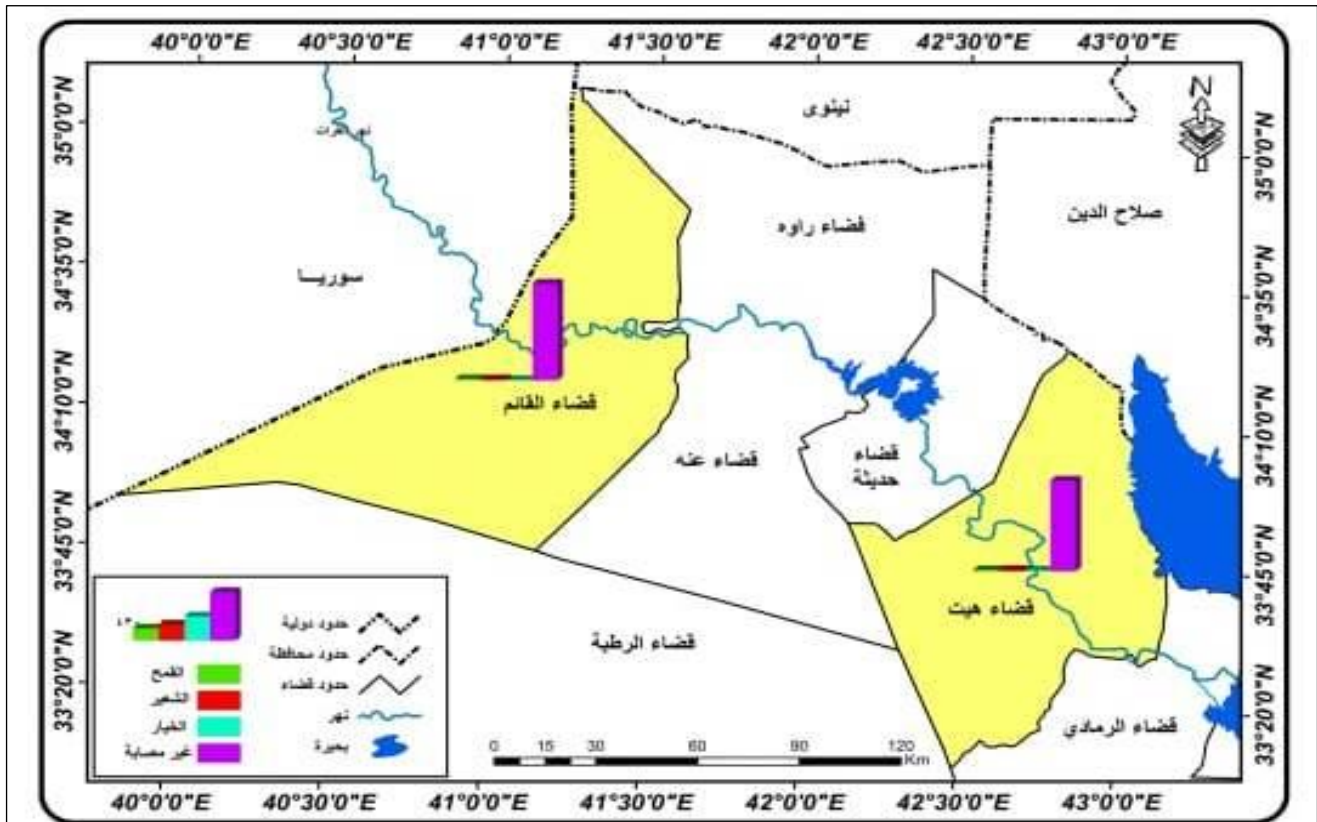 40°0'0"E 40°30'0"E 41°0'0"E 41°30'0"E 42°0'0"E 42°30'0"E 43°0'0"E
N
نينوى
نهر الفرات
35°0'0"N
35°0'0"N
صلاح الدين
قضاء راوه
سوريـــا
34°35'0"N
34°35'0"N
قضاء القائم
34°10'0"N
34°10'0"N
قضاء عنه
قضاء
حديثة
33°45'0"N
33°45'0"N
قضاء هيت
قضاء الرطبة
قضاء الرمادي
33°20'0"N
33°20'0"N
حدود دولية
حدود محافظة
حدود قضاء
نهر
بحيرة
القمح
الشعير
الخيار
غير مصابة
0 15 30 60 90 120
Km
40°0'0"E 40°30'0"E 41°0'0"E 41°30'0"E 42°0'0"E 42°30'0"E 43°0'0"E